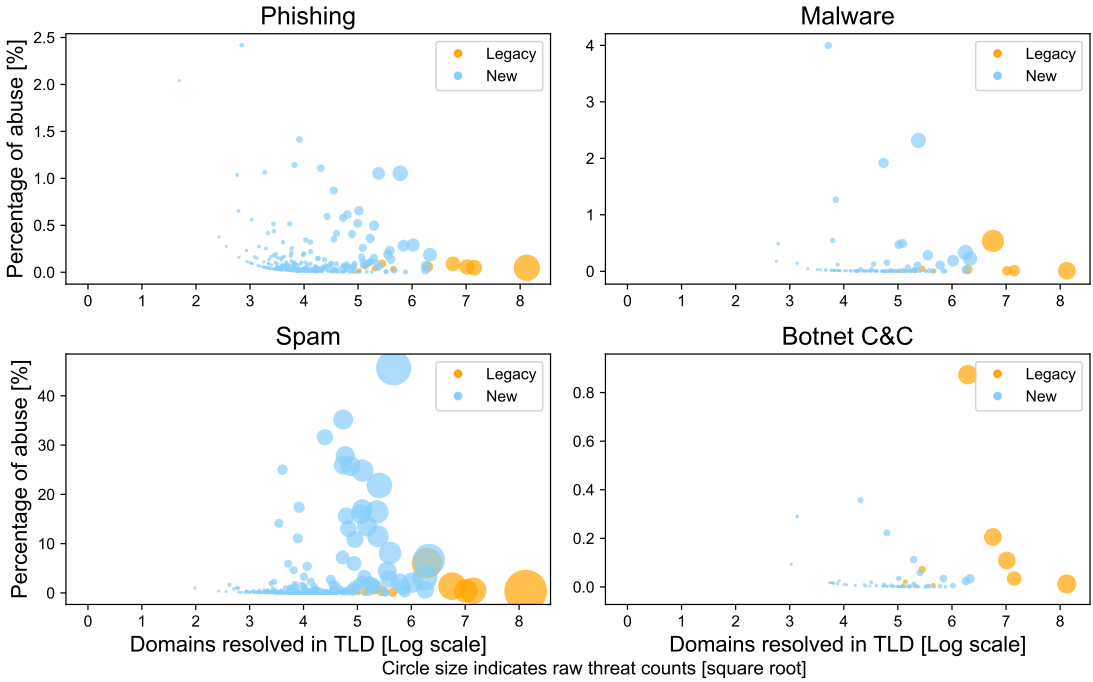 Phishing
Percentage of abuse [%]
2.5
2.0
1.5
1.0
0.5
0.0
Legacy
New
0 1 2 3 4 5 6 7 8
Malware
4
3
2
1
0
Legacy
New
0 1 2 3 4 5 6 7 8
Spam
Percentage of abuse [%]
40
30
20
10
0
Legacy
New
0 1 2 3 4 5 6 7 8
Domains resolved in TLD [Log scale]
Botnet C&C
0.8
0.6
0.4
0.2
0.0
Legacy
New
0 1 2 3 4 5 6 7 8
Domains resolved in TLD [Log scale]
Circle size indicates raw threat counts [square root]